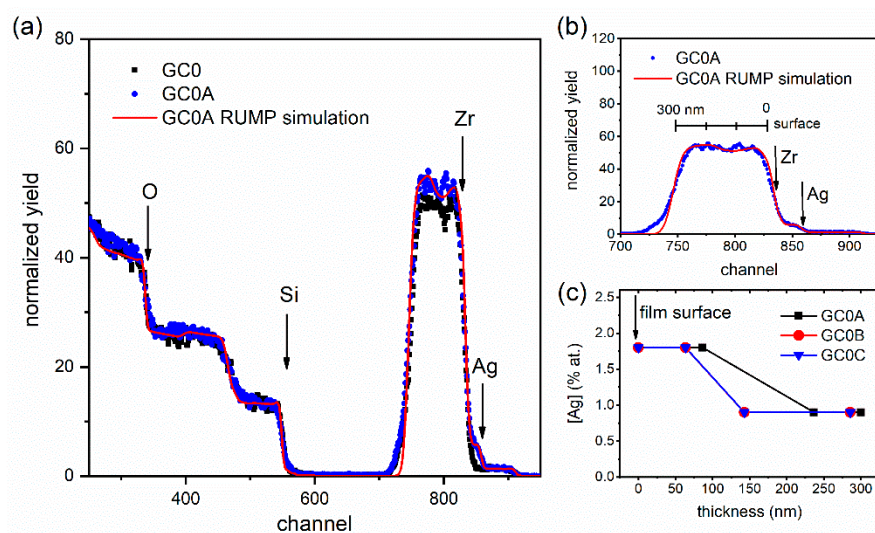 (a)
80
60
40
20
0
normalized yield
400
600
800
channel
GC0
GC0A
GC0A RUMP simulation
O
Si
Zr
Ag
(b)
120
100
80
60
40
20
0
normalized yield
700
750
800
850
900
channel
GC0A
GC0A RUMP simulation
300 nm
0
surface
Zr
Ag
(c)
2.5
2.0
1.5
1.0
0.5
0.0
[Ag] (% at.)
0
50
100
150
200
250
300
thickness (nm)
film surface
GC0A
GC0B
GC0C